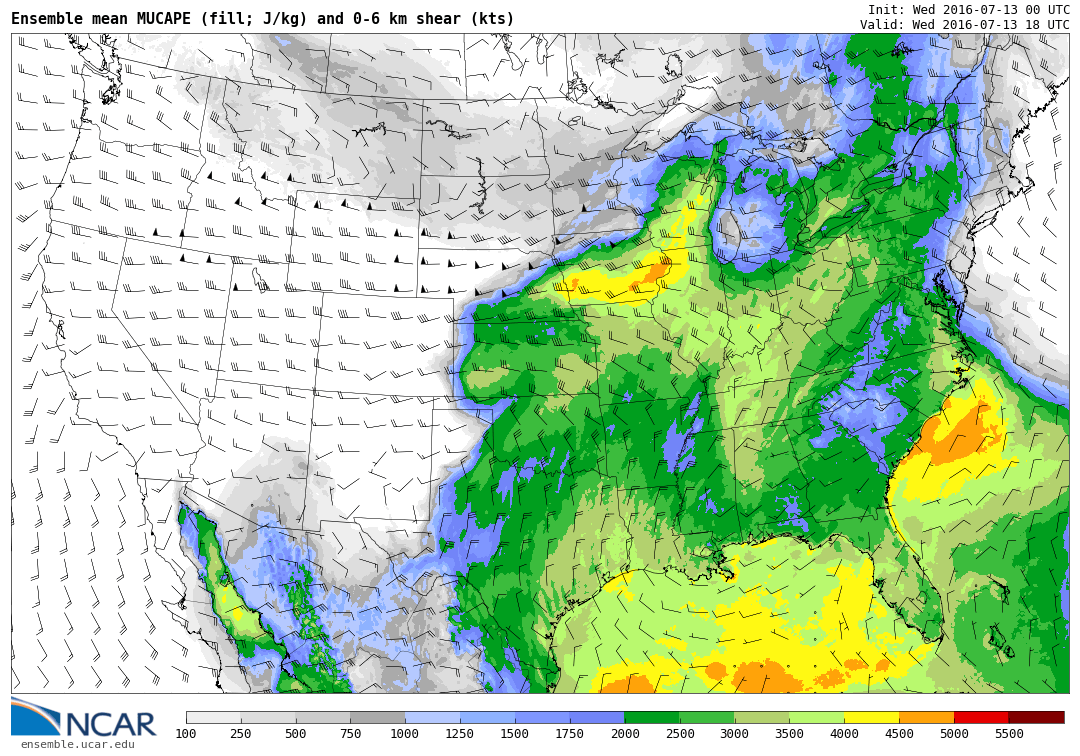 Ensemble mean MUCAPE (fill; J/kg) and 0-6 km shear (kts)
Init: Wed 2016-07-13 00 UTC
Valid: Wed 2016-07-13 18 UTC
NCAR
ensemble.ucar.edu
100 250 500 750 1000 1250 1500 1750 2000 2500 3000 3500 4000 4500 5000 5500